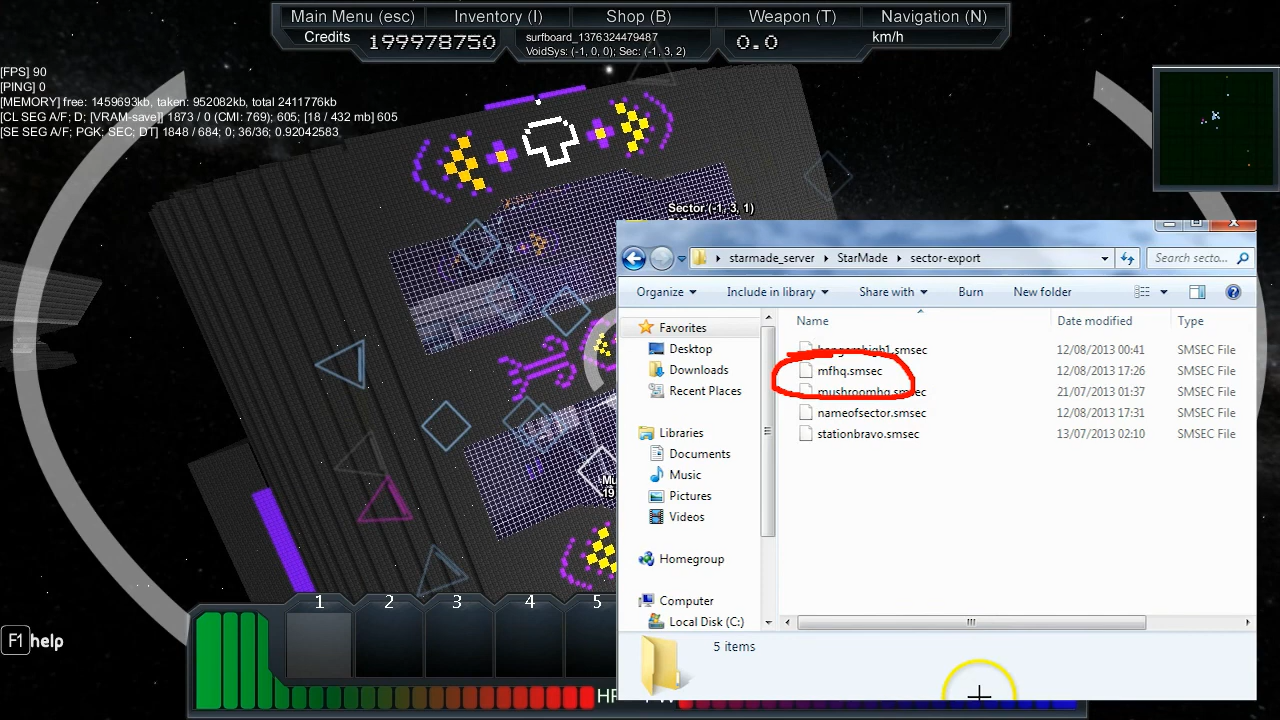 Main Menu (esc)
Inventory (I)
Shop (B)
Weapon (T)
Navigation (N)
Credits
199978750
surfboard_1376324479487
VoidSys: (-1, 0, 0); Sec: (-1, 3, 2)
0.0
km/h
[FPS] 90
[PING] 0
[MEMORY] free: 1459693kb, taken: 952082kb, total 2411776kb
[CL SEG A/F; D; [VRAM-save]] 1873 / 0 (CMI: 769); 605; [18 / 432 mb] 605
[SE SEG A/F; PGK; SEC; DT] 1848 / 684; 0; 36/36; 0.92042583
Sector (-1, 3, 1)
starmade_server
StarMade
sector-export
Search secto...
Organize
Include in library
Share with
Burn
New folder
Favorites
Desktop
Downloads
Recent Places
Libraries
Documents
Music
Pictures
Videos
Homegroup
Computer
Local Disk (C:)
Name
Date modified
Type
hangemhigh1.smsec
12/08/2013 00:41
SMSEC File
mfhq.smsec
12/08/2013 17:26
SMSEC File
mushroomhq.smsec
21/07/2013 01:37
SMSEC File
nameofsector.smsec
12/08/2013 17:31
SMSEC File
stationbravo.smsec
13/07/2013 02:10
SMSEC File
5 items
Mu
19
1
2
3
4
5
F1 help